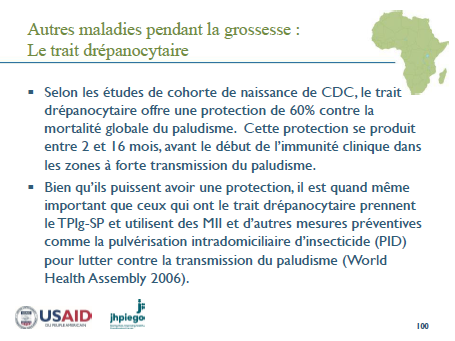 Autres maladies pendant la grossesse :
Le trait drépanocytaire
▪ Selon les études de cohorte de naissance de CDC, le trait
drépanocytaire offre une protection de 60% contre la
mortalité globale du paludisme. Cette protection se produit
entre 2 et 16 mois, avant le début de l'immunité clinique dans
les zones à forte transmission du paludisme.
▪ Bien qu'ils puissent avoir une protection, il est quand même
important que ceux qui ont le trait drépanocytaire prennent
le TPIg-SP et utilisent des MII et d'autres mesures préventives
comme la pulvérisation intradomiciliaire d'insecticide (PID)
pour lutter contre la transmission du paludisme (World
Health Assembly 2006).
USAID
jhpiego
100